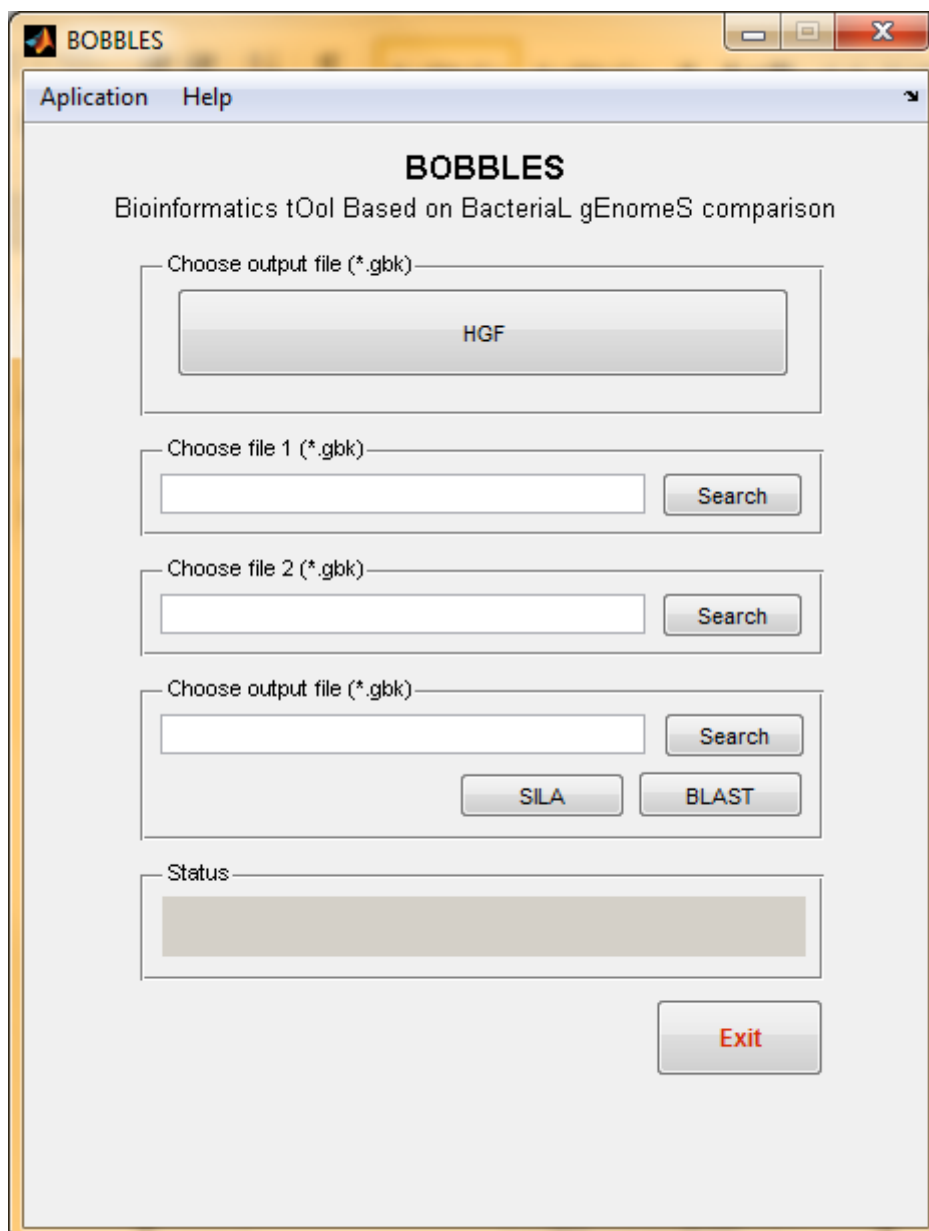 BOBBLES
Aplication Help
BOBBLES
Bioinformatics tOol Based on BacteriaL gEnomeS comparison
Choose output file (*.gbk)
HGF
Choose file 1 (*.gbk)
Search
Choose file 2 (*.gbk)
Search
Choose output file (*.gbk)
Search
SILA BLAST
Status
Exit